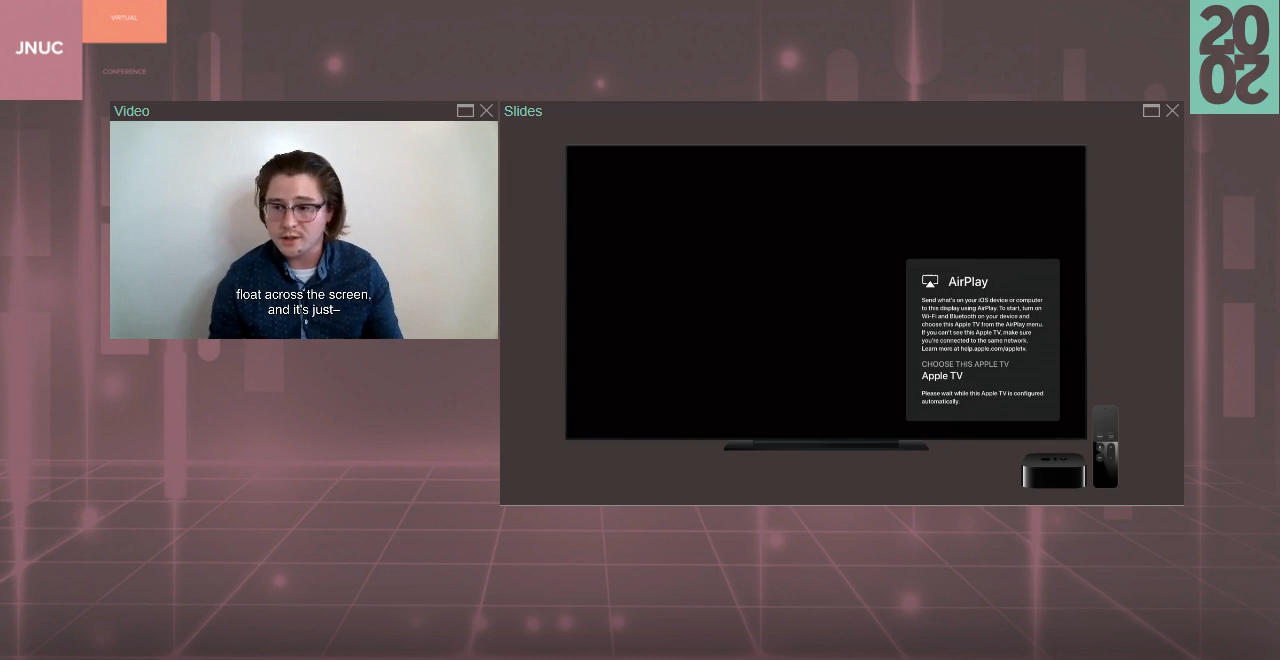 JNUC
VIRTUAL
CONFERENCE
20
20
Video
Slides
float across the screen,
and it's just–
AirPlay
Send what's on your iOS device or computer
to this display using AirPlay. To start, turn on
Wi-Fi and Bluetooth on your device and
choose this Apple TV from the AirPlay menu.
If you can't see this Apple TV, make sure
you're connected to the same network.
Learn more at help.apple.com/appletv.
CHOOSE THIS APPLE TV
Apple TV
Please wait while this Apple TV is configured
automatically.